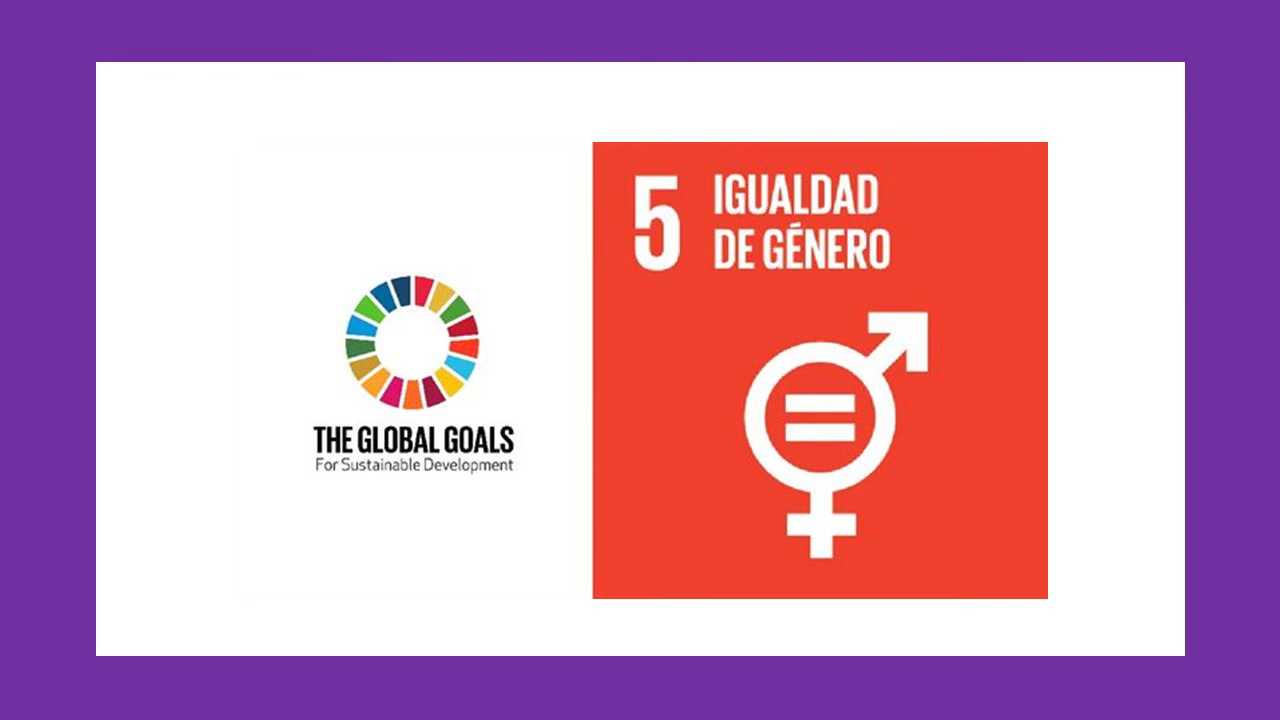 THE GLOBAL GOALS
For Sustainable Development
5
IGUALDAD
DE GÉNERO